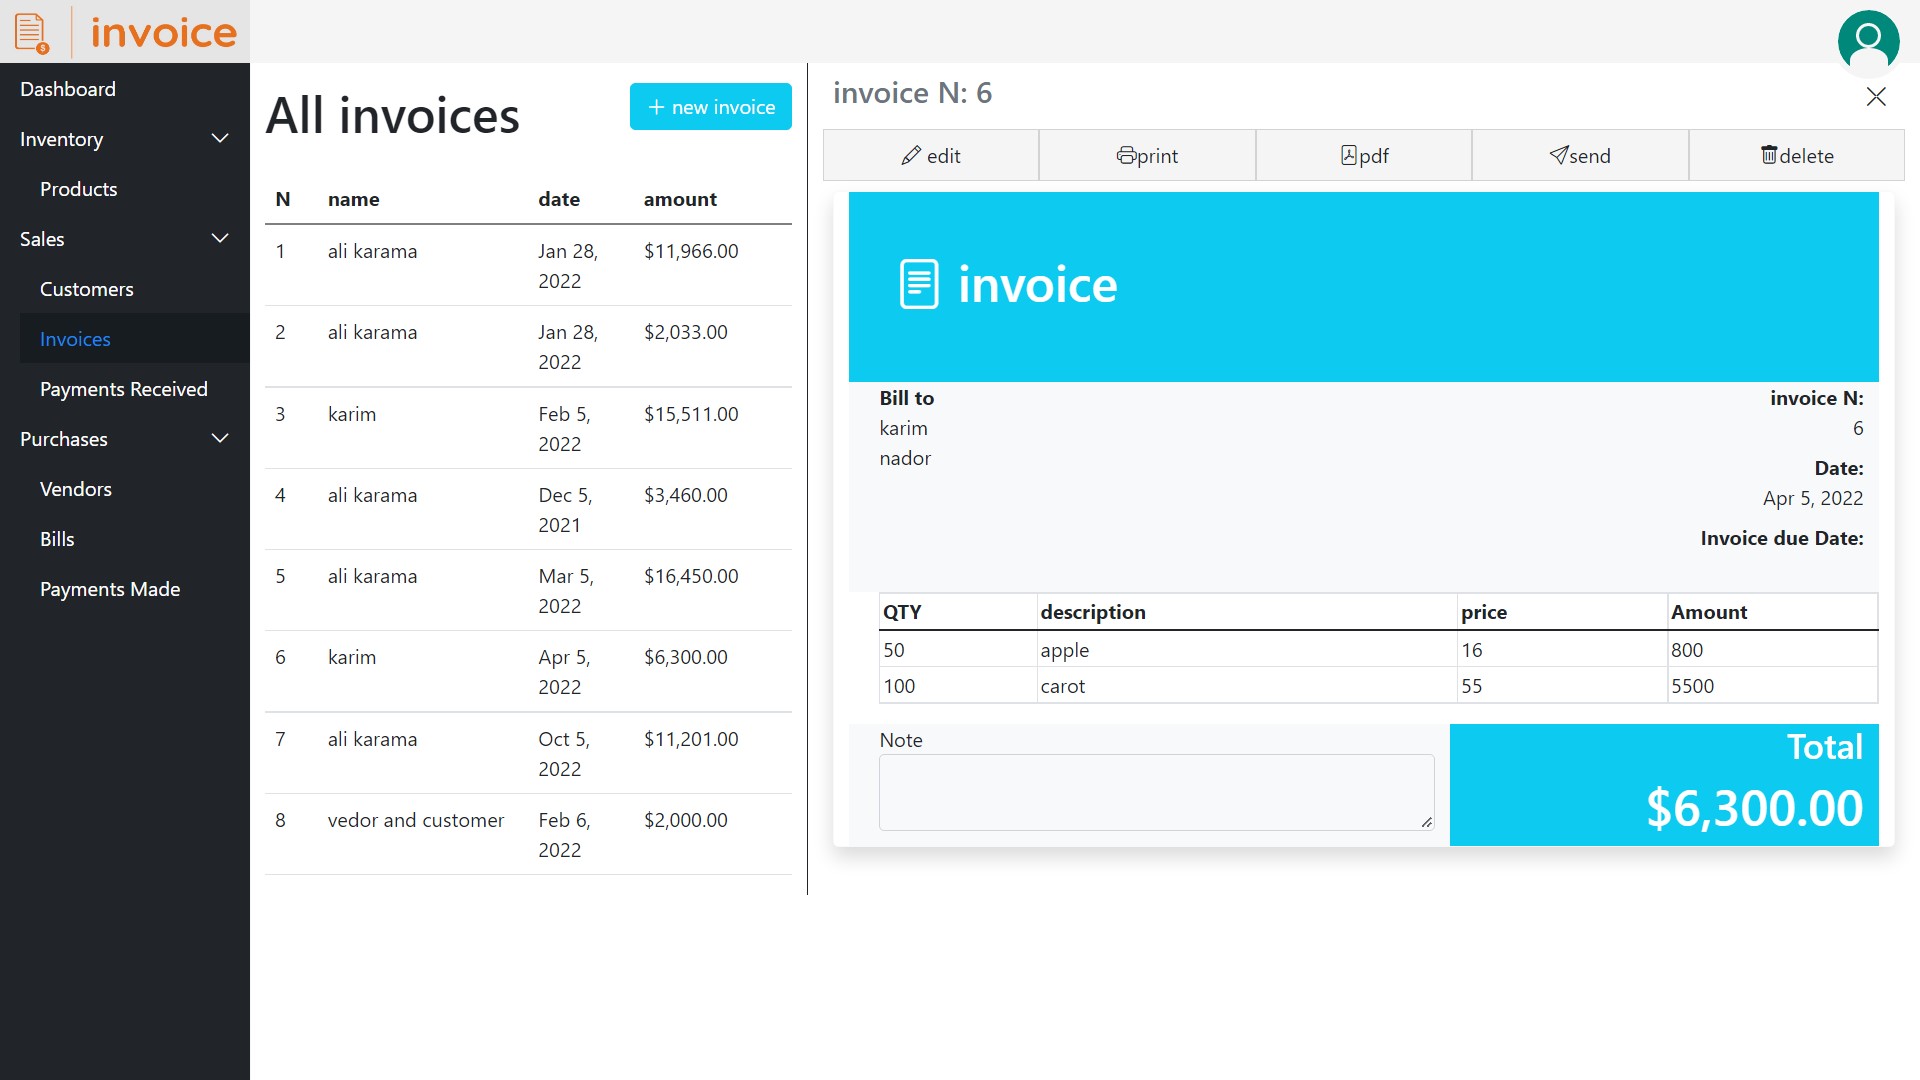 invoice
Dashboard
Inventory
Products
Sales
Customers
Invoices
Payments Received
Purchases
Vendors
Bills
Payments Made
All invoices
+ new invoice
N name date amount
1 ali karama Jan 28, 2022 $11,966.00
2 ali karama Jan 28, 2022 $2,033.00
3 karim Feb 5, 2022 $15,511.00
4 ali karama Dec 5, 2021 $3,460.00
5 ali karama Mar 5, 2022 $16,450.00
6 karim Apr 5, 2022 $6,300.00
7 ali karama Oct 5, 2022 $11,201.00
8 vedor and customer Feb 6, 2022 $2,000.00
invoice N: 6
edit print pdf send delete
invoice
Bill to
karim
nador
invoice N:
6
Date:
Apr 5, 2022
Invoice due Date:
QTY description price Amount
50 apple 16 800
100 carot 55 5500
Note
Total
$6,300.00